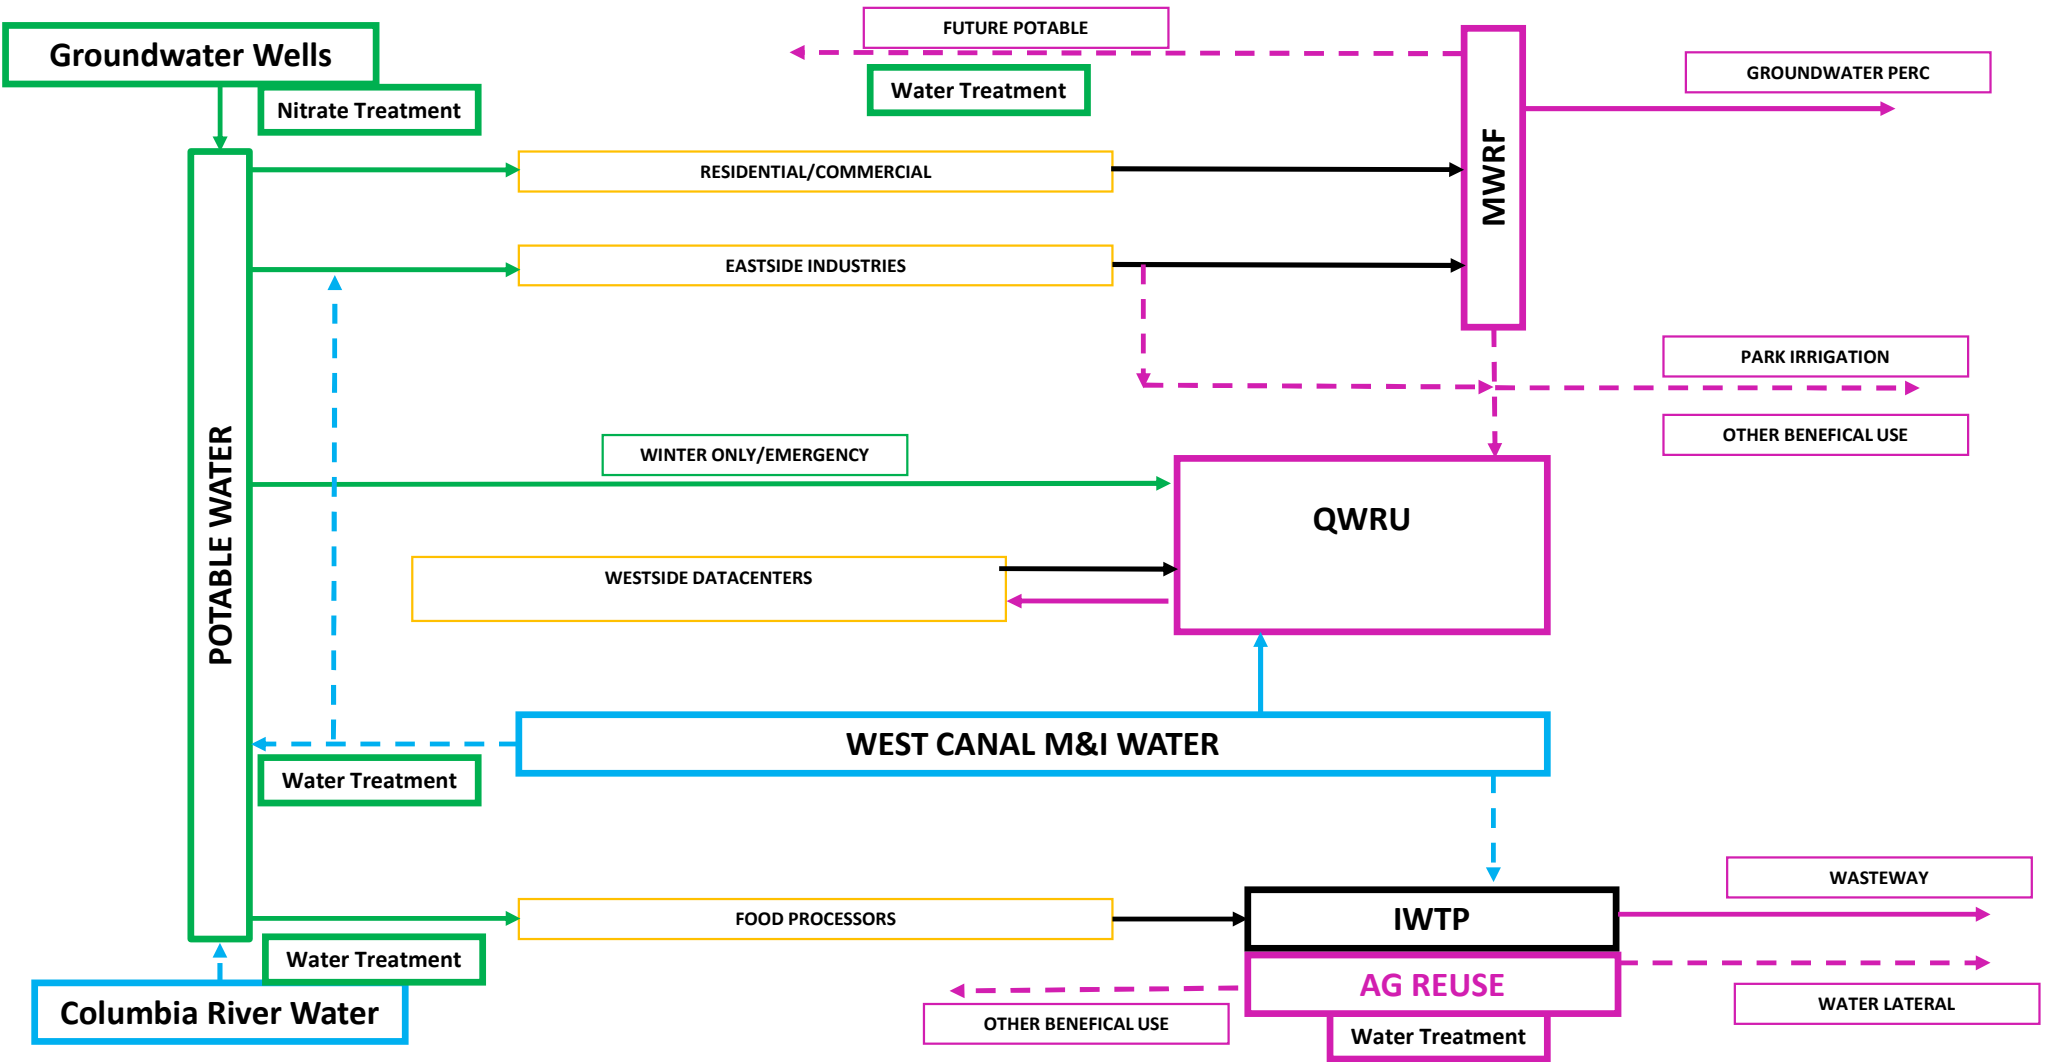 FUTURE POTABLE
Groundwater Wells
GROUNDWATER PERC
Water Treatment
Nitrate Treatment
MWRF
RESIDENTIAL/COMMERCIAL
EASTSIDE INDUSTRIES
PARK IRRIGATION
OTHER BENEFICAL USE
WINTER ONLY/EMERGENCY
QWRU
POTABLE WATER
WESTSIDE DATACENTERS
WEST CANAL M&I WATER
Water Treatment
WASTEWAY
FOOD PROCESSORS
IWTP
Water Treatment
AG REUSE
WATER LATERAL
Columbia River Water
OTHER BENEFICAL USE
Water Treatment